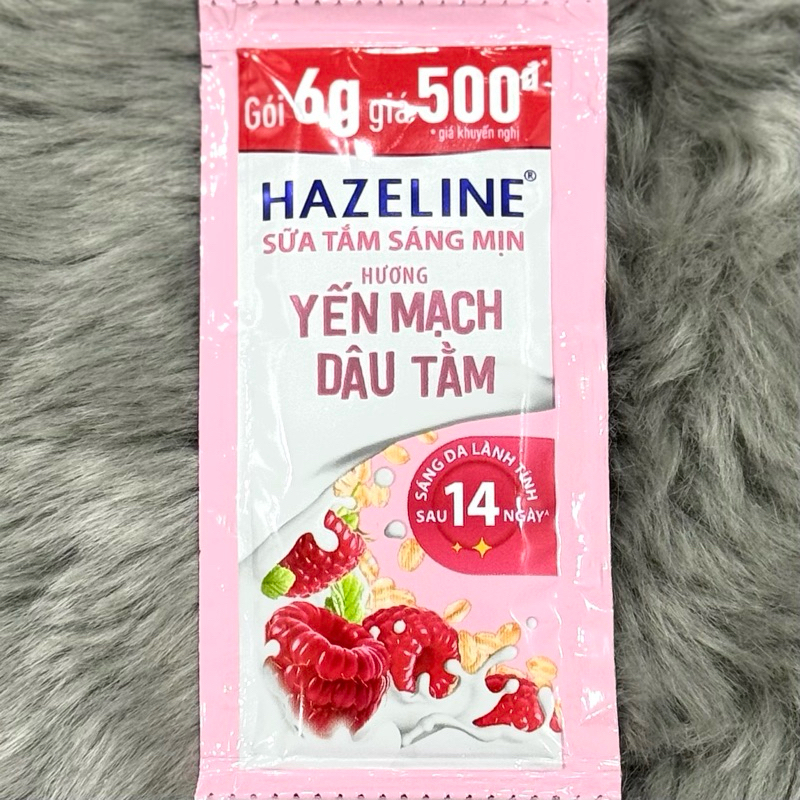 Gói 6g giá 500đ*
* giá khuyến nghị
HAZELINE®
SỮA TẮM SÁNG MỊN
HƯƠNG
YẾN MẠCH
DÂU TẰM
SÁNG DA LÀNH TÍNH
SAU 14 NGÀY^